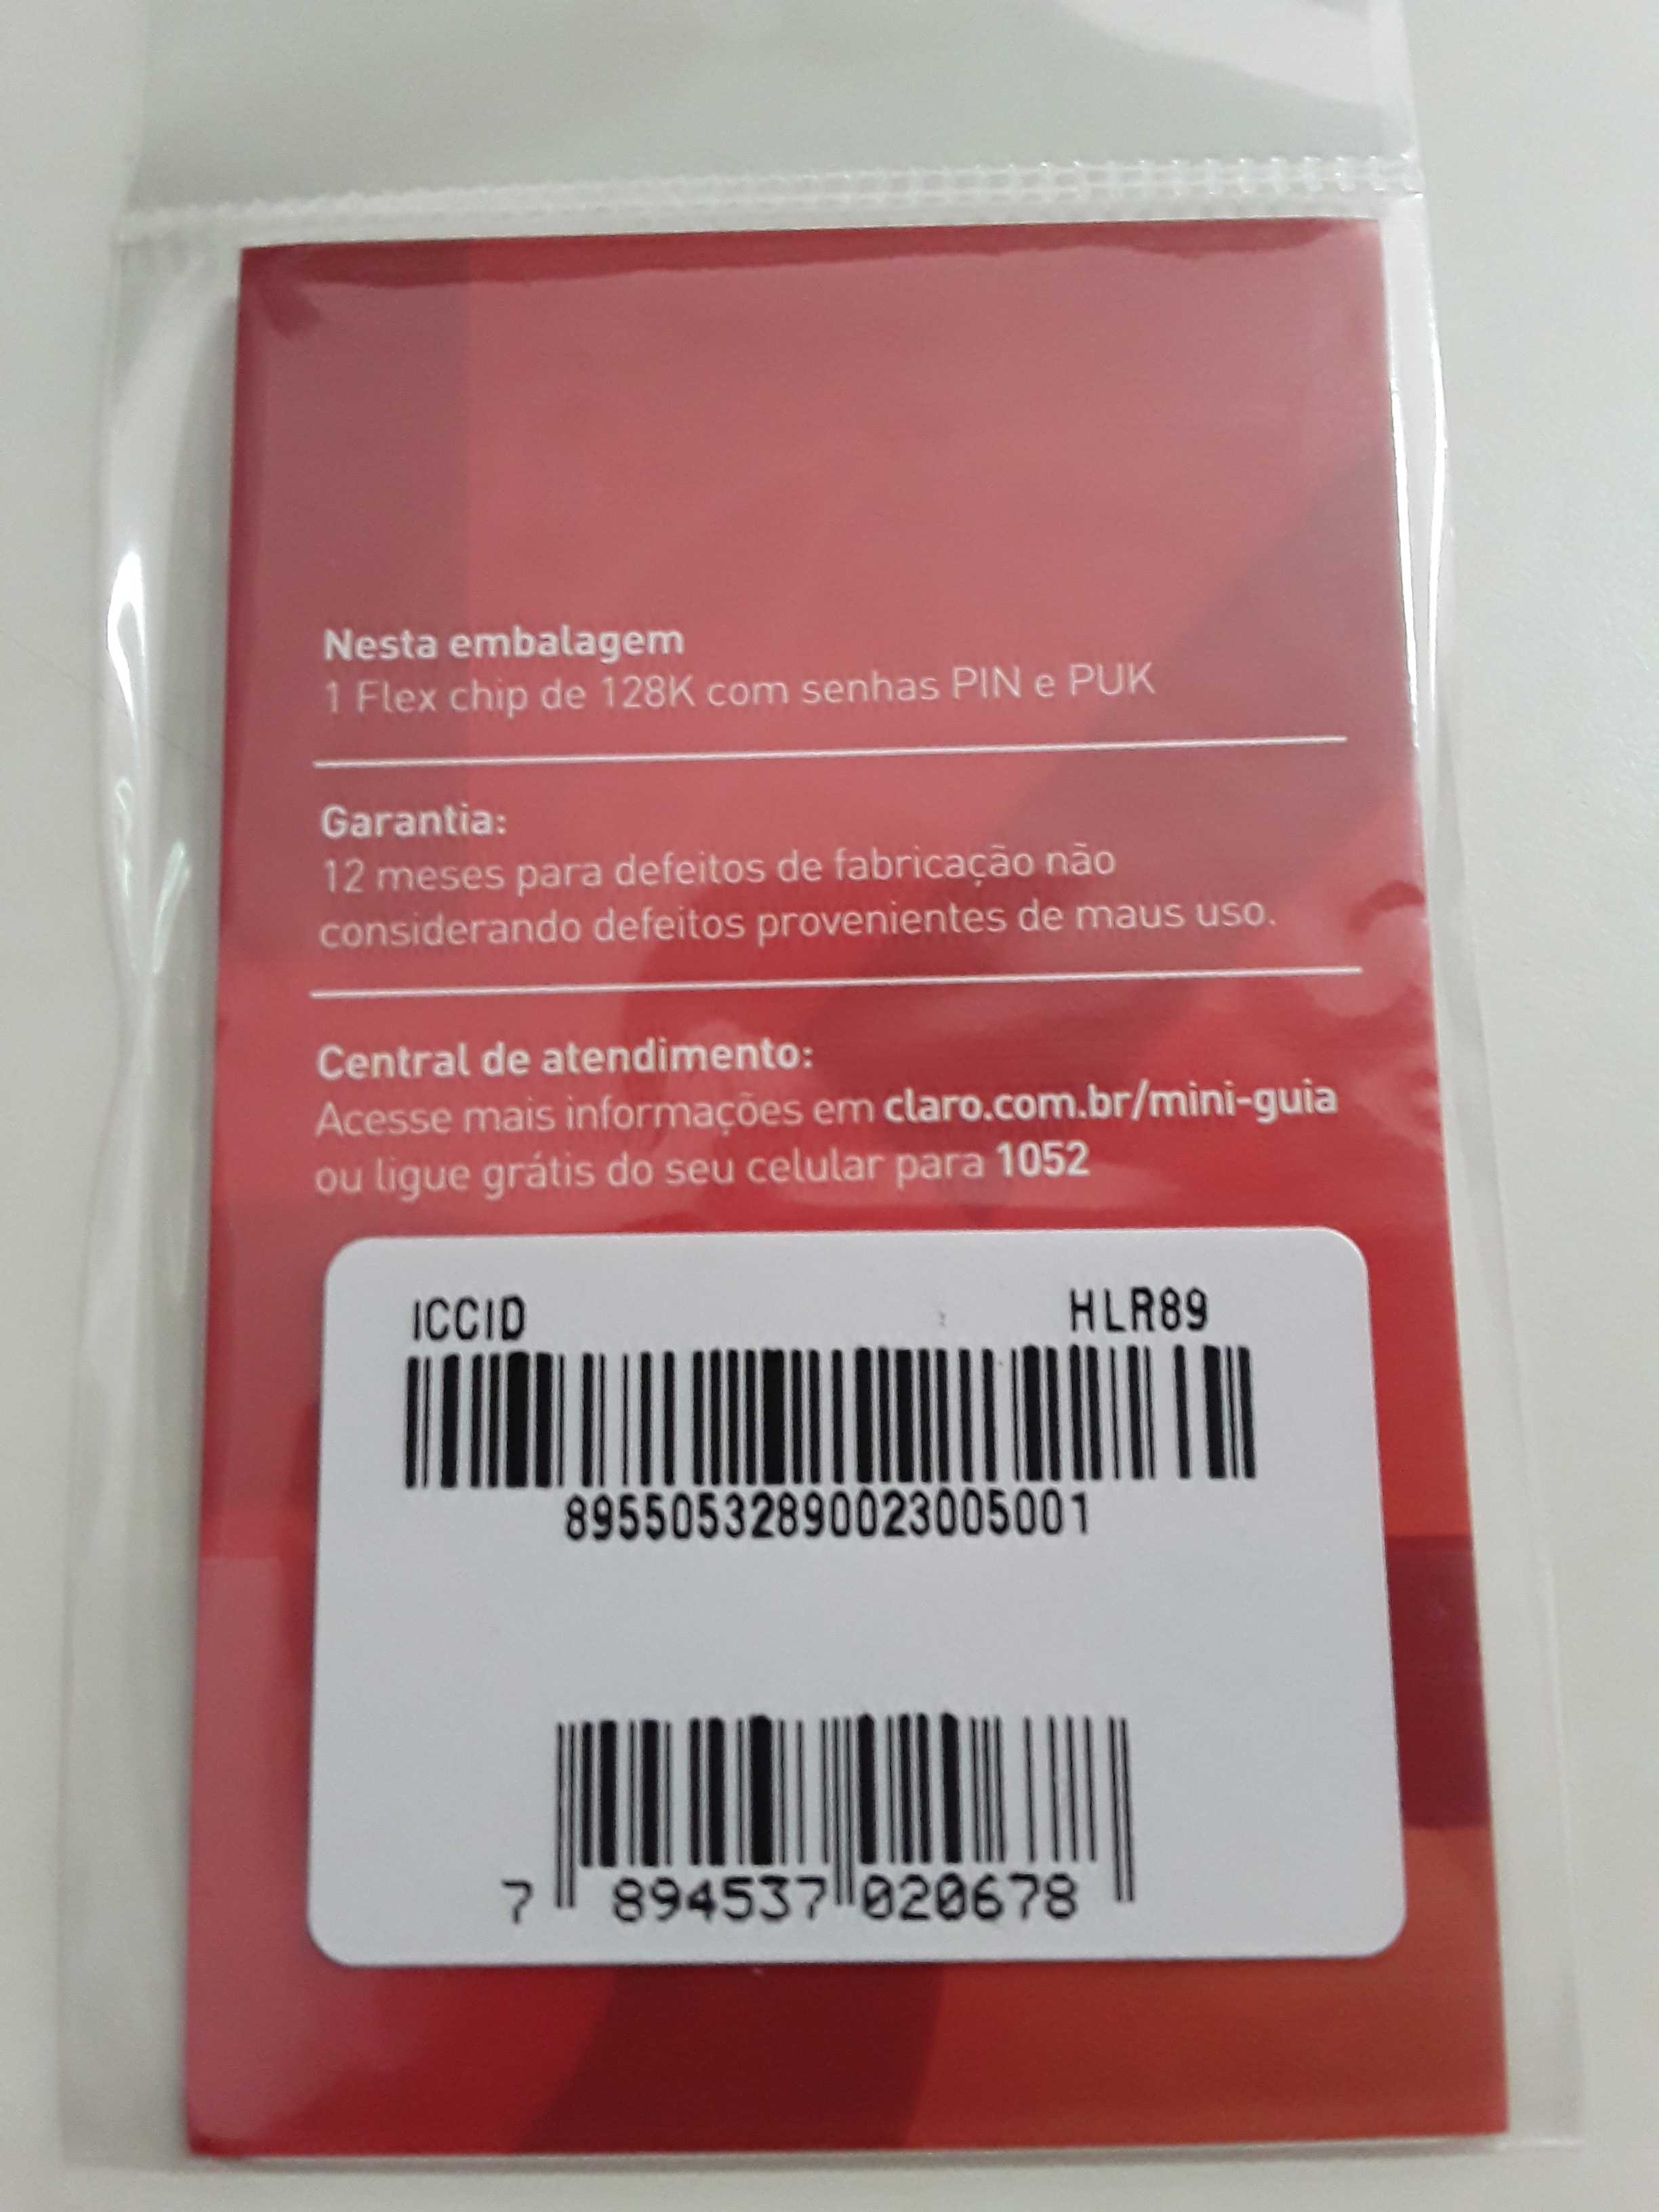 Nesta embalagem
1 Flex chip de 128K com senhas PIN e PUK
Garantia:
12 meses para defeitos de fabricação não
considerando defeitos provenientes de maus uso.
Central de atendimento:
Acesse mais informações em claro.com.br/mini-guia
ou ligue grátis do seu celular para 1052
ICCID HLR89
89550532890023005001
7 894537 020678